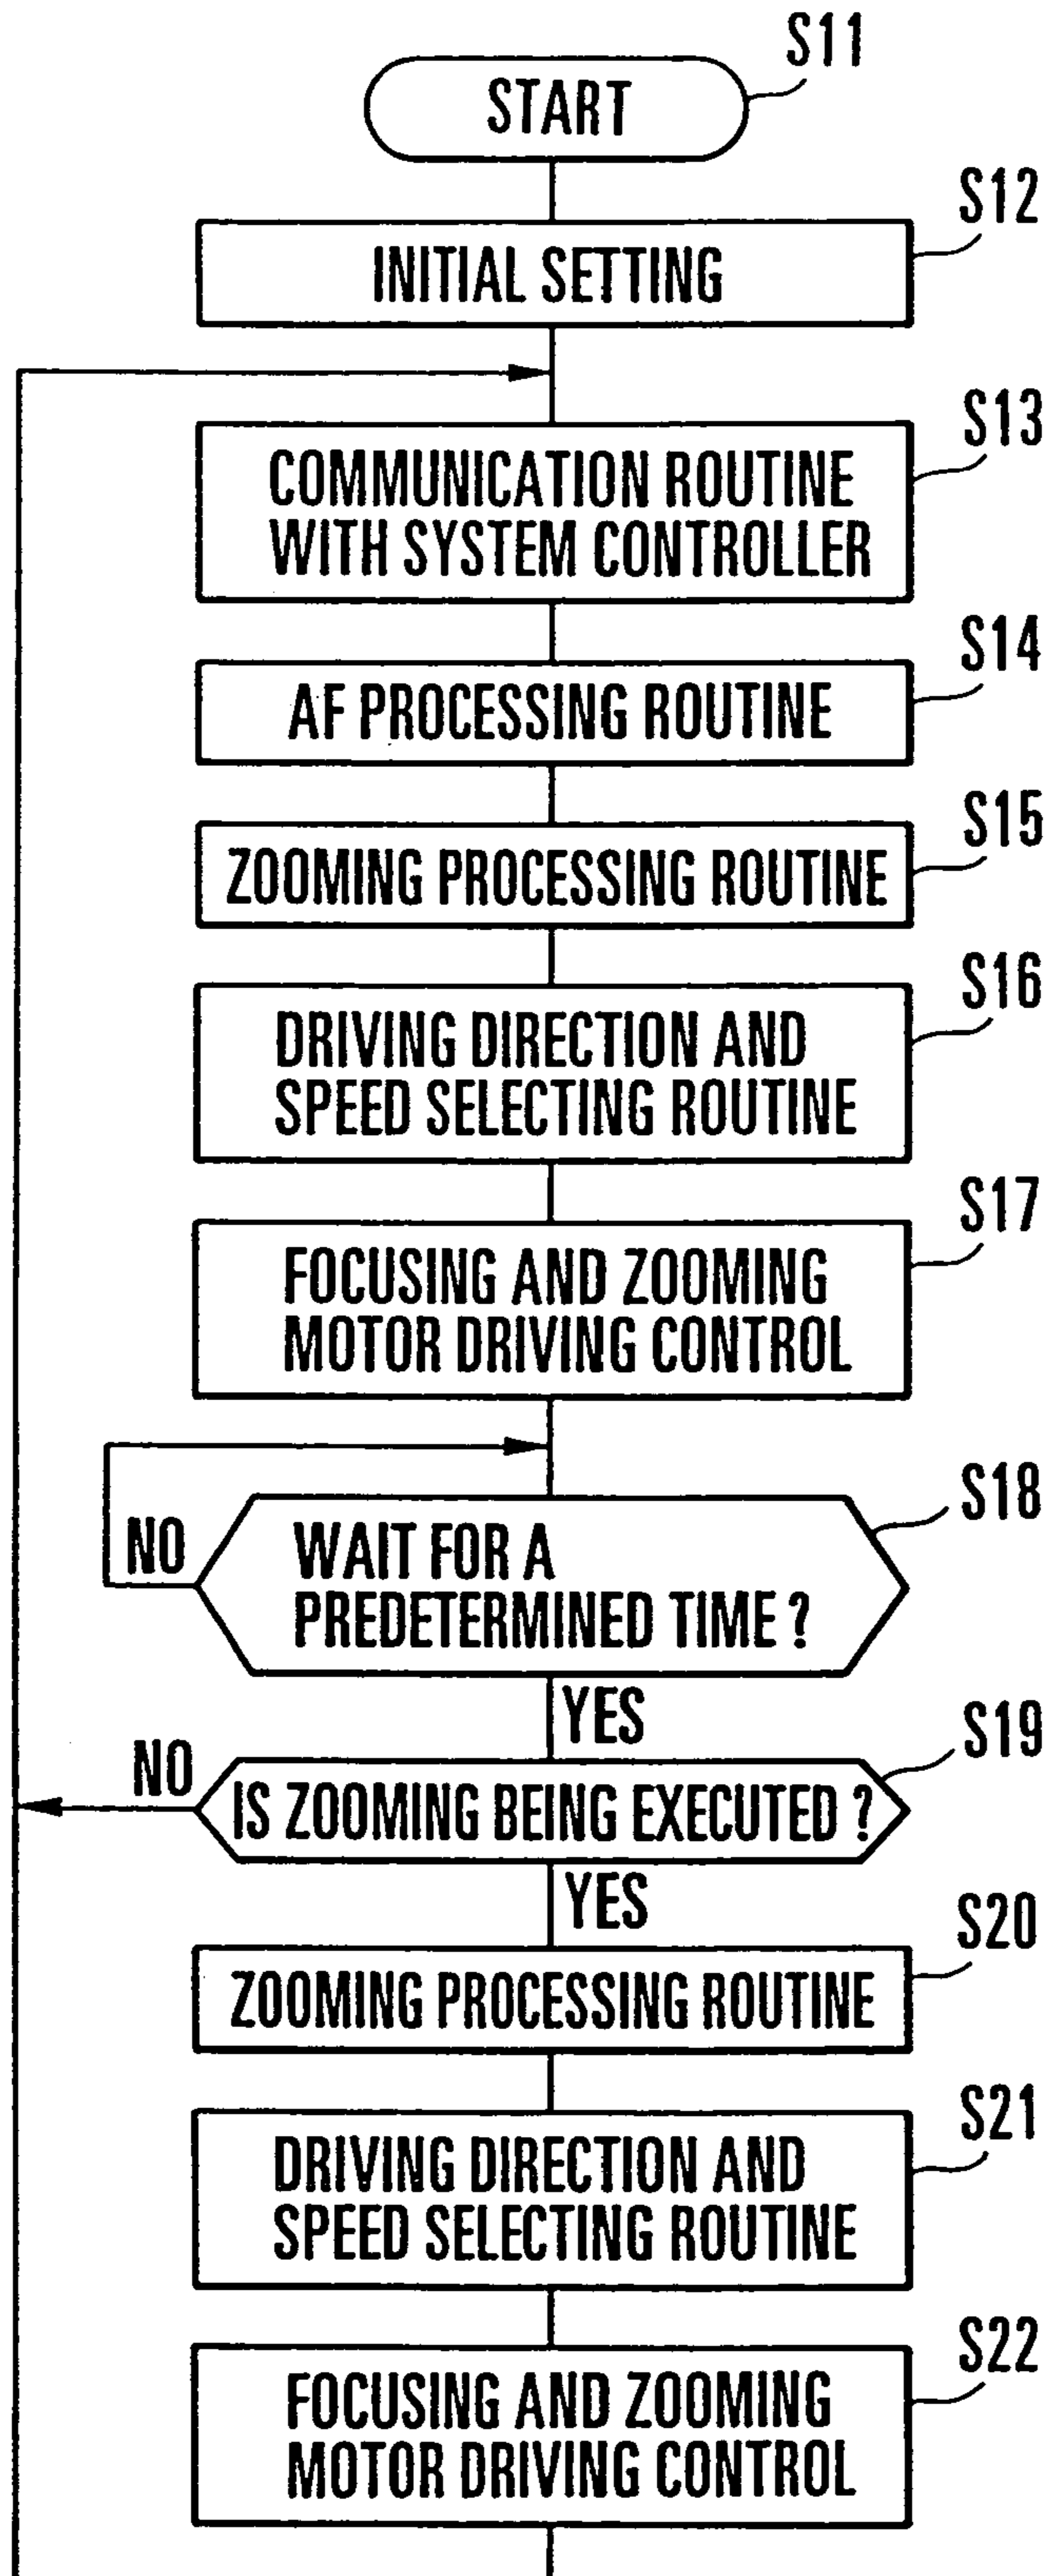 S11
START
S12
INITIAL SETTING
S13
COMMUNICATION ROUTINE
WITH SYSTEM CONTROLLER
S14
AF PROCESSING ROUTINE
S15
ZOOMING PROCESSING ROUTINE
S16
DRIVING DIRECTION AND
SPEED SELECTING ROUTINE
S17
FOCUSING AND ZOOMING
MOTOR DRIVING CONTROL
S18
NO
WAIT FOR A
PREDETERMINED TIME ?
YES
S19
NO
IS ZOOMING BEING EXECUTED ?
YES
S20
ZOOMING PROCESSING ROUTINE
S21
DRIVING DIRECTION AND
SPEED SELECTING ROUTINE
S22
FOCUSING AND ZOOMING
MOTOR DRIVING CONTROL